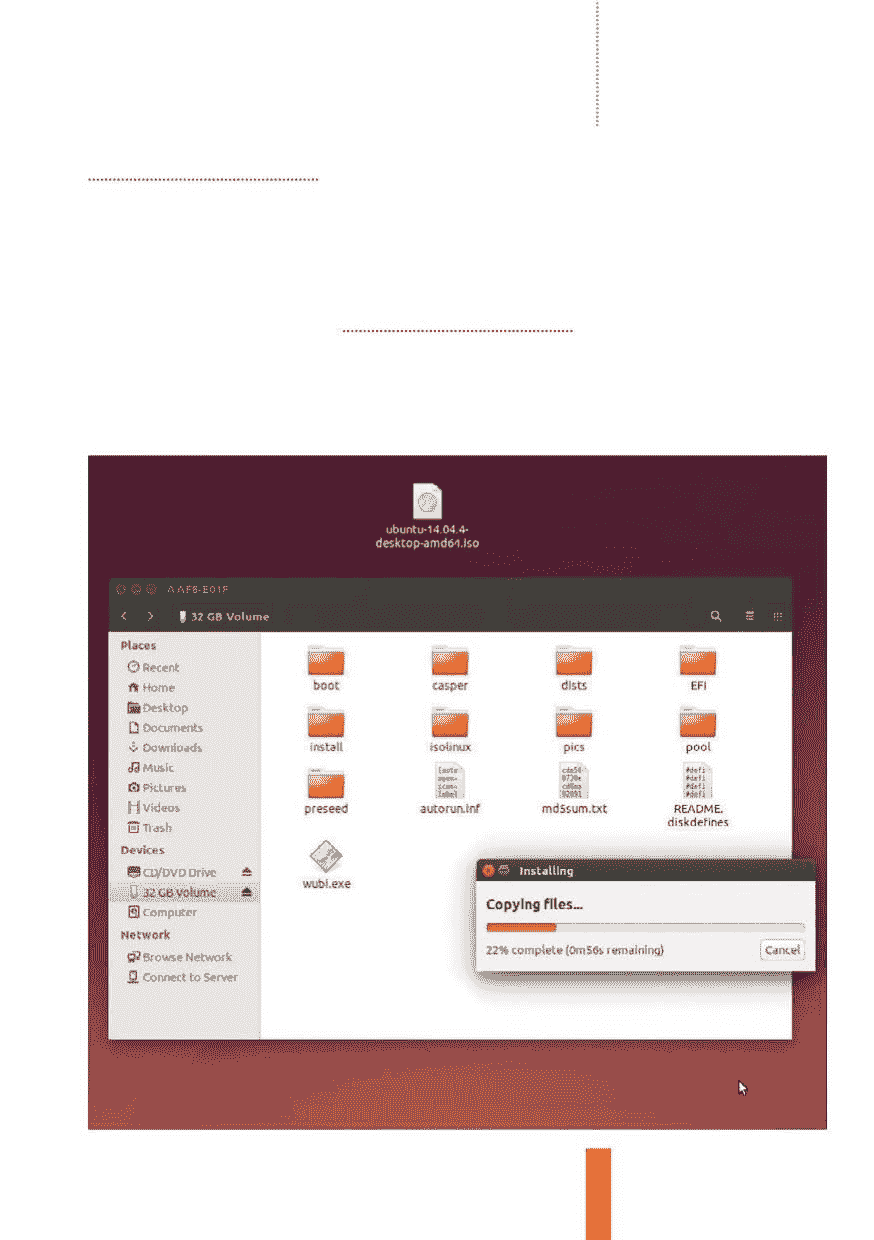 ubuntu-14.04.4-
desktop-amd64.iso
32 GB Volume
Places
Recent
Home
Desktop
Documents
Downloads
Music
Pictures
Videos
Trash
Devices
CD/DVD Drive
32 GB Volume
Computer
Network
Browse Network
Connect to Server
boot casper dists EFI
install isolinux pics pool
preseed autorun.inf md5sum.txt README.
diskdefines
wubi.exe
Installing
Copying files...
22% complete (0m56s remaining)
Cancel